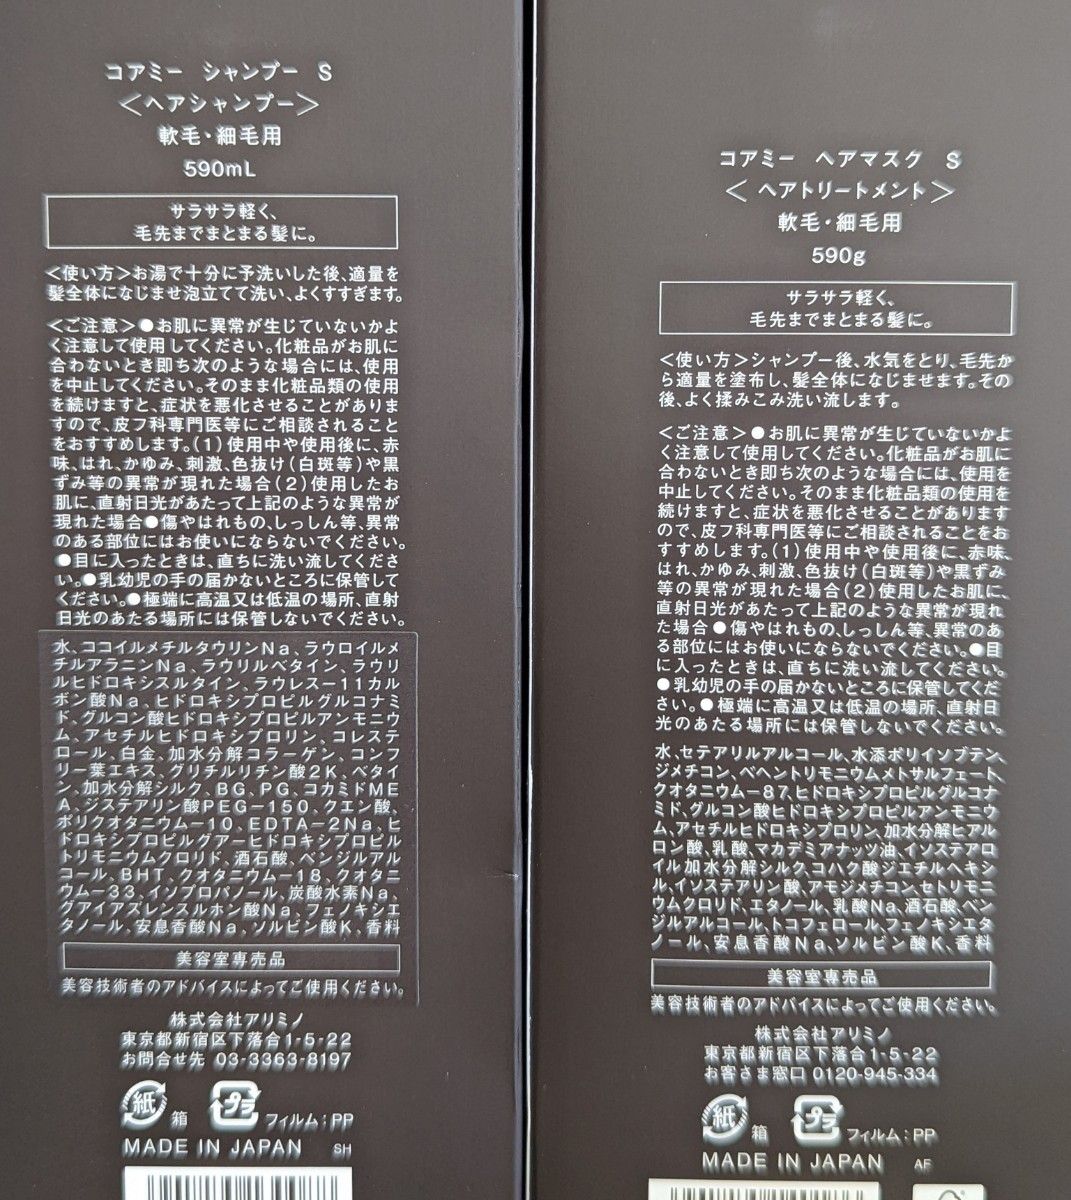 コアミー シャンプー S
＜ヘアシャンプー＞
軟毛・細毛用
590mL
サラサラ軽く、
毛先までまとまる髪に。
＜使い方＞お湯で十分に予洗いした後、適量を
髪全体になじませ泡立てて洗い、よくすすぎます。
＜ご注意＞●お肌に異常が生じていないかよ
く注意して使用してください。化粧品がお肌に
合わないとき即ち次のような場合には、使用
を中止してください。そのまま化粧品類の使用
を続けますと、症状を悪化させることがありま
すので、皮フ科専門医等にご相談されること
をおすすめします。(1)使用中や使用後に、赤
味、はれ、かゆみ、刺激、色抜け(白斑等)や黒
ずみ等の異常が現れた場合(2)使用したお
肌に、直射日光があたって上記のような異常が
現れた場合●傷やはれもの、しっしん等、異常
のある部位にはお使いにならないでください。
●目に入ったときは、直ちに洗い流してくださ
い。●乳幼児の手の届かないところに保管して
ください。●極端に高温又は低温の場所、直射
日光のあたる場所には保管しないでください。
水、ココイルメチルタウリンNa、ラウロイルメ
チルアラニンNa、ラウリルベタイン、ラウリ
ルヒドロキシスルタイン、ラウレス－11カル
ボン酸Na、ヒドロキシプロピルグルコナミ
ド、グルコン酸ヒドロキシプロピルアンモニウ
ム、アセチルヒドロキシプロリン、コレステ
ロール、白金、加水分解コラーゲン、コンフ
リー葉エキス、グリチルリチン酸2K、ベタイ
ン、加水分解シルク、BG、PG、コカミドME
A、ジステアリン酸PEG－150、クエン酸、
ポリクオタニウム－10、EDTA－2Na、ヒ
ドロキシプロピルグアーヒドロキシプロピル
トリモニウムクロリド、酒石酸、ベンジルアル
コール、BHT、クオタニウム－18、クオタニ
ウム－33、イソプロパノール、炭酸水素Na、
グアイアズレンスルホン酸Na、フェノキシエ
タノール、安息香酸Na、ソルビン酸K、香料
美容室専売品
美容技術者のアドバイスによってご使用ください。
株式会社アリミノ
東京都新宿区下落合1-5-22
お問合せ先 03-3363-8197
紙 箱 プラ フィルム：PP
MADE IN JAPAN SH
コアミー ヘアマスク S
＜ヘアトリートメント＞
軟毛・細毛用
590g
サラサラ軽く、
毛先までまとまる髪に。
＜使い方＞シャンプー後、水気をとり、毛先か
ら適量を塗布し、髪全体になじませます。その
後、よく揉みこみ洗い流します。
＜ご注意＞●お肌に異常が生じていないかよ
く注意して使用してください。化粧品がお肌に
合わないとき即ち次のような場合には、使用を
中止してください。そのまま化粧品類の使用を
続けますと、症状を悪化させることがあります
ので、皮フ科専門医等にご相談されることをお
すすめします。(1)使用中や使用後に、赤味、
はれ、かゆみ、刺激、色抜け(白斑等)や黒ずみ
等の異常が現れた場合(2)使用したお肌に、
直射日光があたって上記のような異常が現れ
た場合●傷やはれもの、しっしん等、異常のあ
る部位にはお使いにならないでください。●目
に入ったときは、直ちに洗い流してください。
●乳幼児の手の届かないところに保管してくだ
さい。●極端に高温又は低温の場所、直射日
光のあたる場所には保管しないでください。
水、セテアリルアルコール、水添ポリイソブテン、
ジメチコン、ベヘントリモニウムメトサルフェート、
クオタニウム－87、ヒドロキシプロピルグルコナ
ミド、グルコン酸ヒドロキシプロピルアンモニウ
ム、アセチルヒドロキシプロリン、加水分解ヒアル
ロン酸、乳酸、マカデミアナッツ油、イソステアロ
イル加水分解シルク、コハク酸ジエチルヘキシ
ル、イソステアリン酸、アモジメチコン、セトリモニ
ウムクロリド、エタノール、乳酸Na、酒石酸、ベン
ジルアルコール、トコフェロール、フェノキシエタ
ノール、安息香酸Na、ソルビン酸K、香料
美容室専売品
美容技術者のアドバイスによってご使用ください。
株式会社アリミノ
東京都新宿区下落合1-5-22
お客さま窓口 0120-945-334
紙 箱 プラ フィルム：PP
MADE IN JAPAN AF